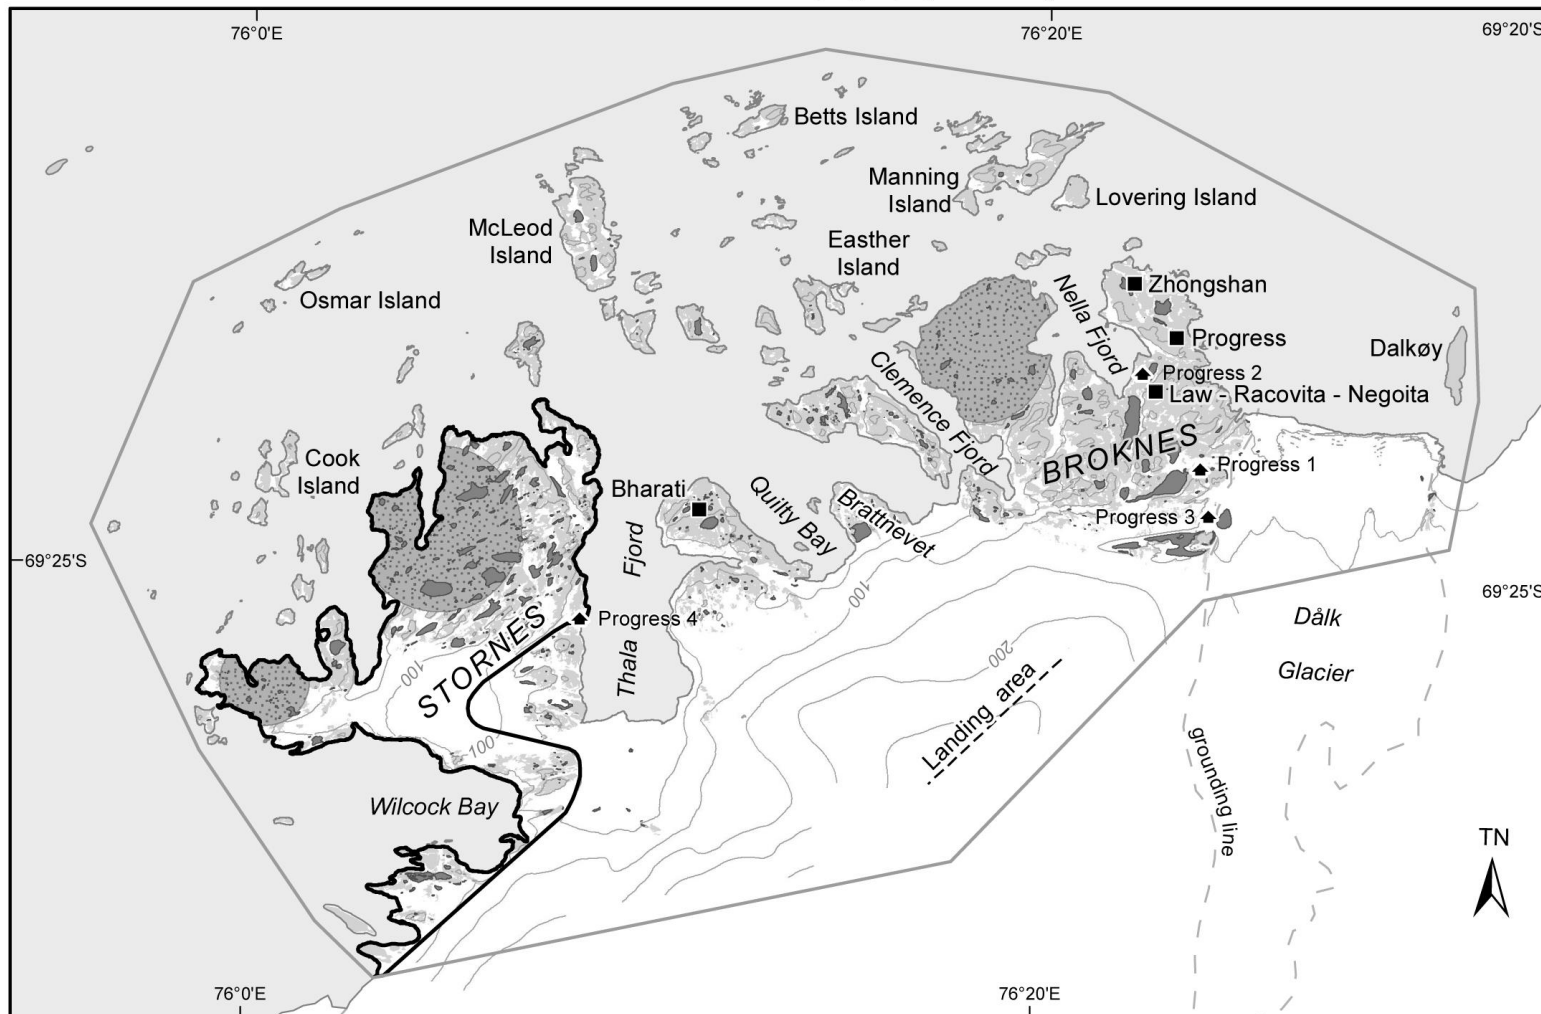 76°0'E
76°20'E
69°20'S
Betts Island
Manning
Island
Lovering Island
McLeod
Island
Easther
Island
Osmar Island
Nella Fjord
Zhongshan
Progress
Dalkøy
Clemence Fjord
Progress 2
Law - Racovita - Negoita
BROKNES
Cook
Island
Progress 1
Bharati
Quilty Bay
Brattnevet
Progress 3
Thala Fjord
69°25'S
69°25'S
100
Progress 4
STORNES
100
200
Dålk
Glacier
Landing area
100
grounding line
Wilcock Bay
TN
76°0'E
76°20'E